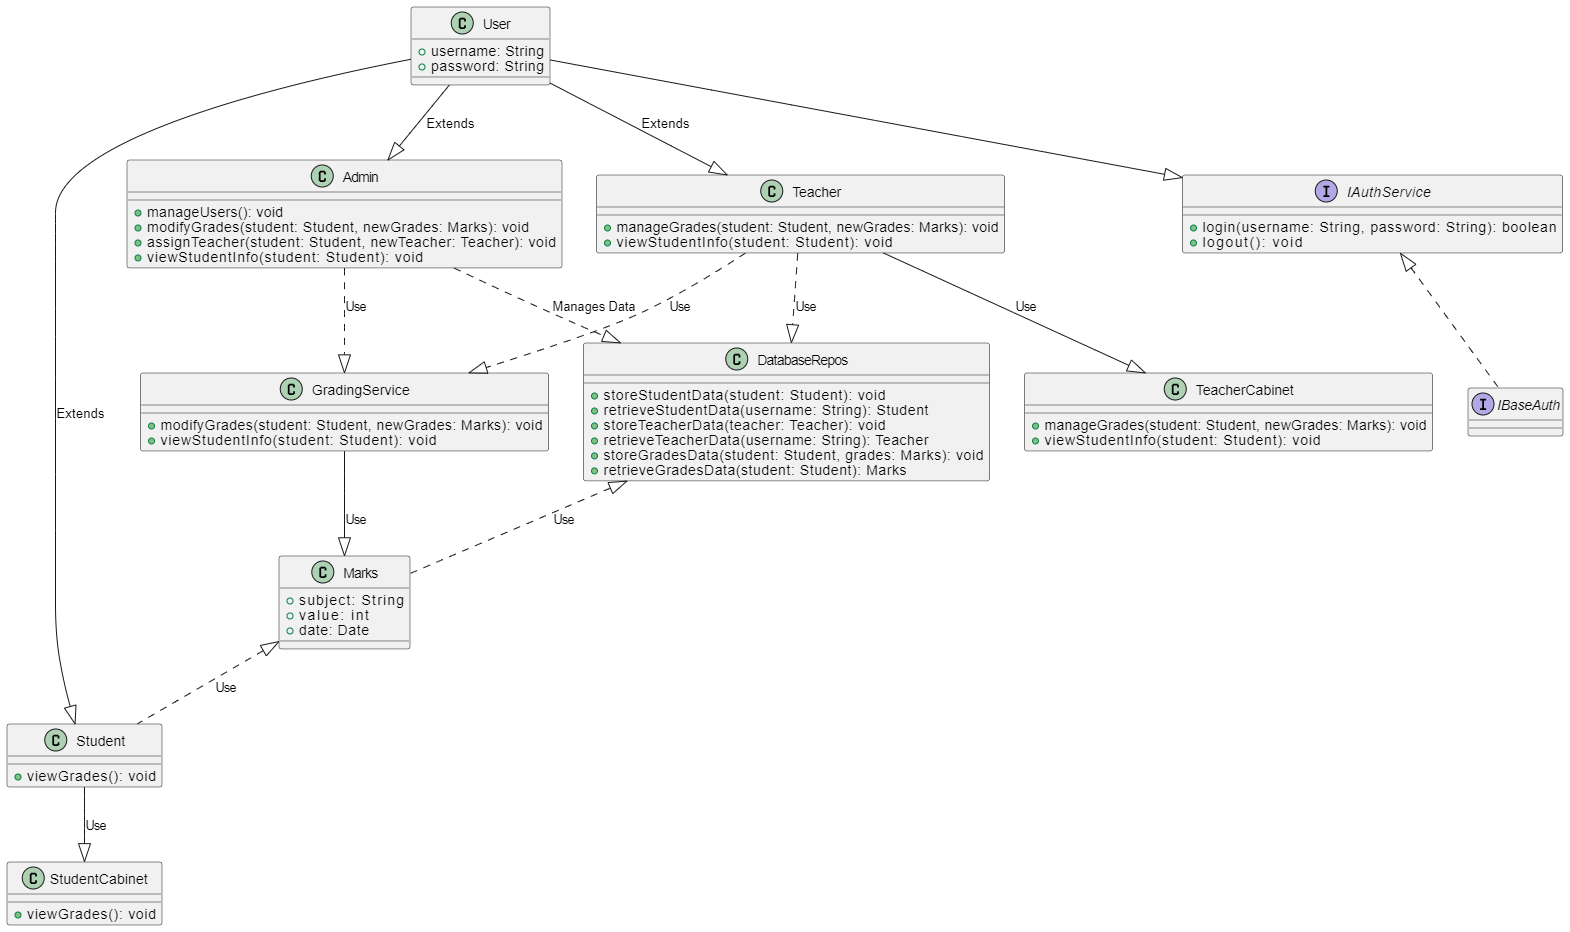 C User
username: String
password: String
Extends
Extends
C Admin
manageUsers(): void
modifyGrades(student: Student, newGrades: Marks): void
assignTeacher(student: Student, newTeacher: Teacher): void
viewStudentInfo(student: Student): void
C Teacher
manageGrades(student: Student, newGrades: Marks): void
viewStudentInfo(student: Student): void
I IAuthService
login(username: String, password: String): boolean
logout(): void
Use
Manages Data
Use
Use
Use
C GradingService
modifyGrades(student: Student, newGrades: Marks): void
viewStudentInfo(student: Student): void
C DatabaseRepos
storeStudentData(student: Student): void
retrieveStudentData(username: String): Student
storeTeacherData(teacher: Teacher): void
retrieveTeacherData(username: String): Teacher
storeGradesData(student: Student, grades: Marks): void
retrieveGradesData(student: Student): Marks
C TeacherCabinet
manageGrades(student: Student, newGrades: Marks): void
viewStudentInfo(student: Student): void
I IBaseAuth
Extends
Use
Use
C Marks
subject: String
value: int
date: Date
Use
C Student
viewGrades(): void
Use
C StudentCabinet
viewGrades(): void